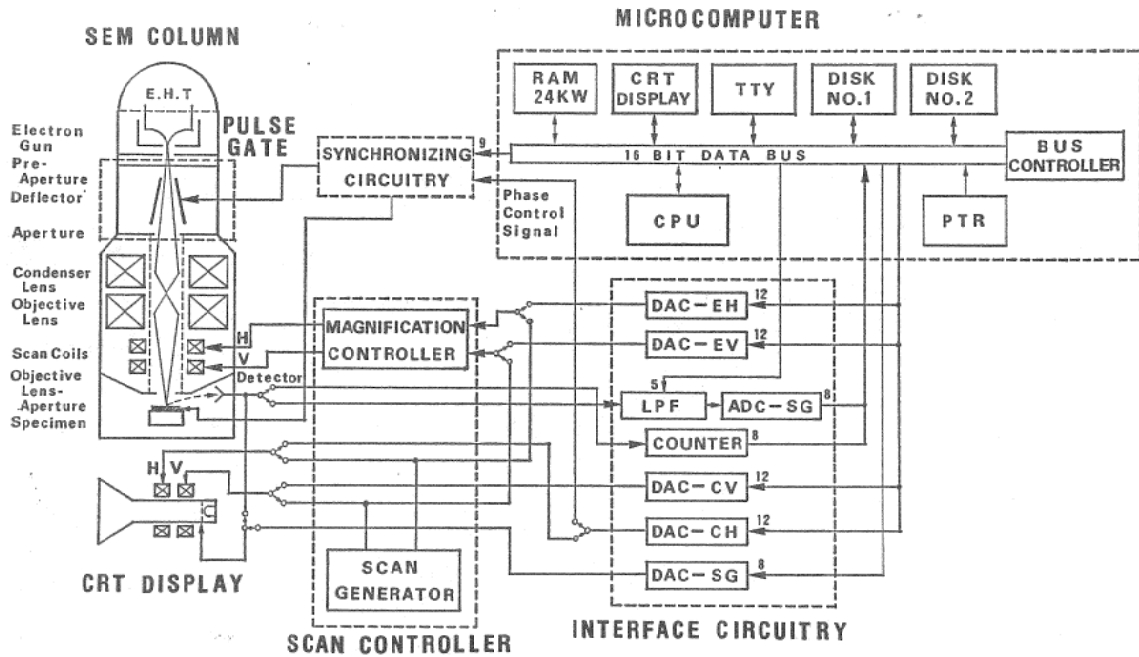 MICROCOMPUTER
SEM COLUMN
E.H.T
Electron
Gun
Pre-
Aperture
Deflector
Aperture
Condenser
Lens
Objective
Lens
Scan Coils
Objective
Lens-
Aperture
Specimen
PULSE
GATE
SYNCHRONIZING
CIRCUITRY
9
RAM
24KW
CRT
DISPLAY
TTY
DISK
NO.1
DISK
NO.2
16 BIT DATA BUS
BUS
CONTROLLER
Phase
Control
Signal
CPU
PTR
MAGNIFICATION
CONTROLLER
H
V
Detector
DAC-EH
12
DAC-EV
12
5
LPF
ADC-SG
8
COUNTER
8
DAC-CV
12
DAC-CH
12
DAC-SG
8
H V
CRT DISPLAY
SCAN
GENERATOR
SCAN CONTROLLER
INTERFACE CIRCUITRY